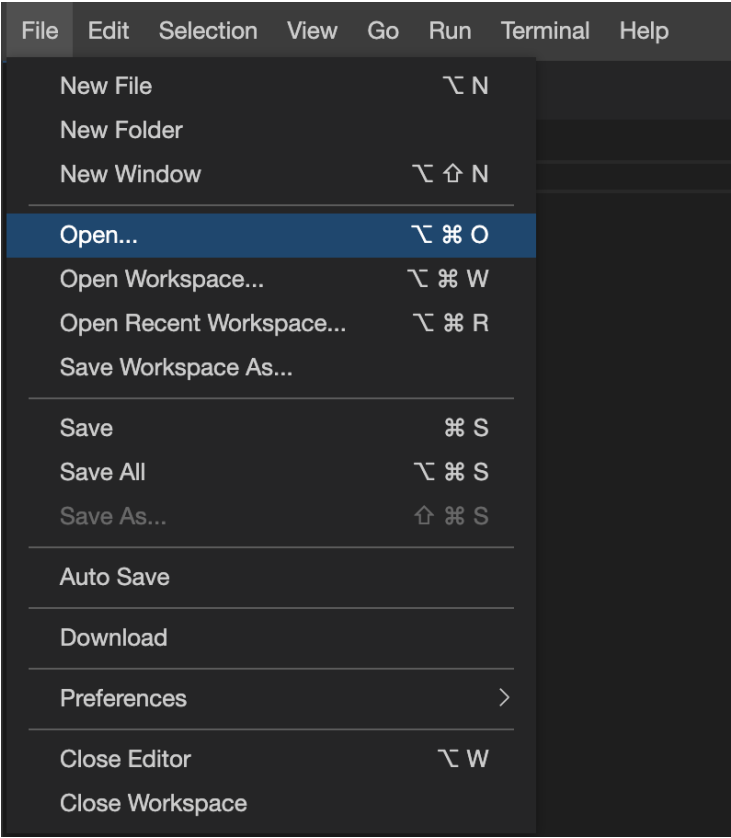 File Edit Selection View Go Run Terminal Help
New File ⌥ N
New Folder
New Window ⌥ ⇧ N
Open... ⌥ ⌘ O
Open Workspace... ⌥ ⌘ W
Open Recent Workspace... ⌥ ⌘ R
Save Workspace As...
Save ⌘ S
Save All ⌥ ⌘ S
Save As... ⇧ ⌘ S
Auto Save
Download
Preferences
Close Editor ⌥ W
Close Workspace